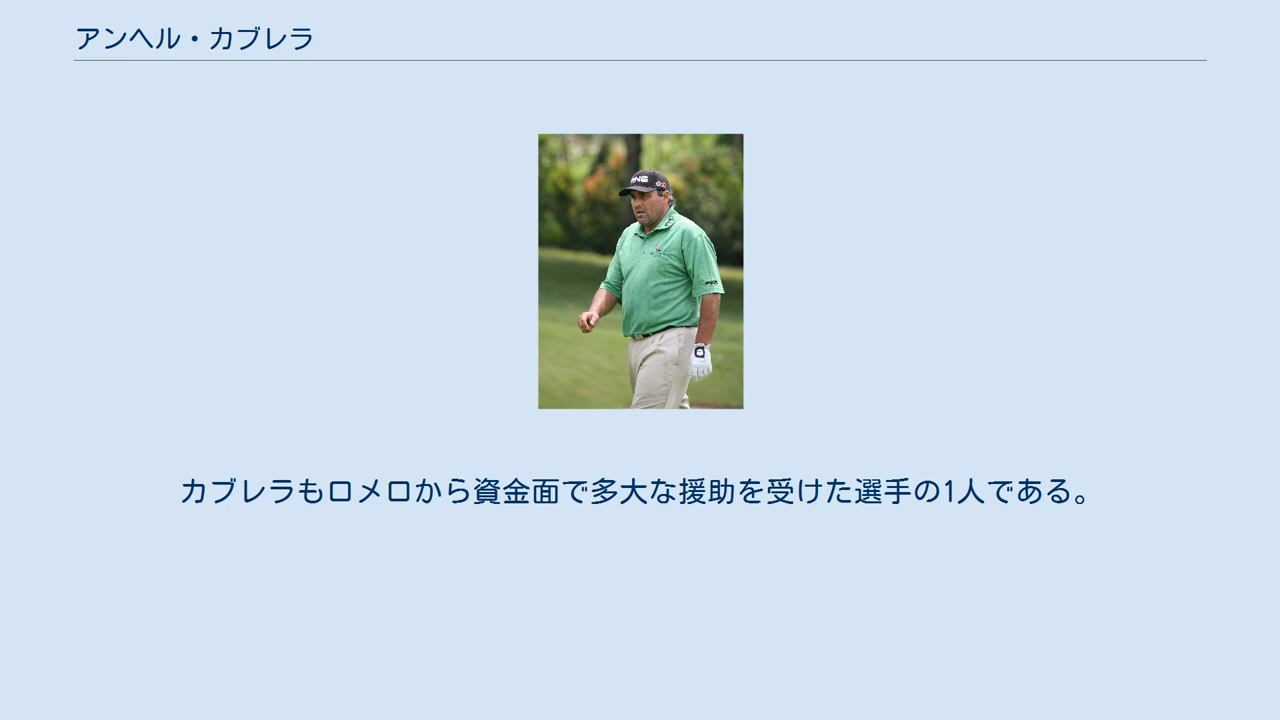 アンヘル・カブレラ
PING
カブレラもロメロから資金面で多大な援助を受けた選手の1人である。